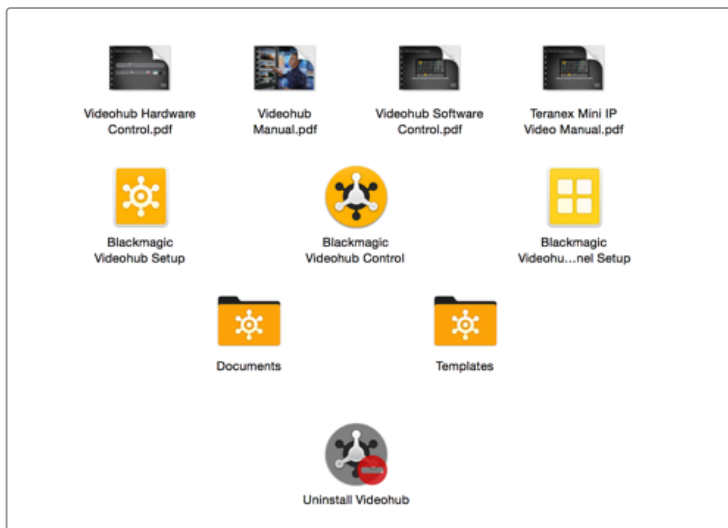 Videohub Hardware
Control.pdf
Videohub
Manual.pdf
Videohub Software
Control.pdf
Teranex Mini IP
Video Manual.pdf
Blackmagic
Videohub Setup
Blackmagic
Videohub Control
Blackmagic
Videohu...nel Setup
Documents
Templates
Uninstall Videohub